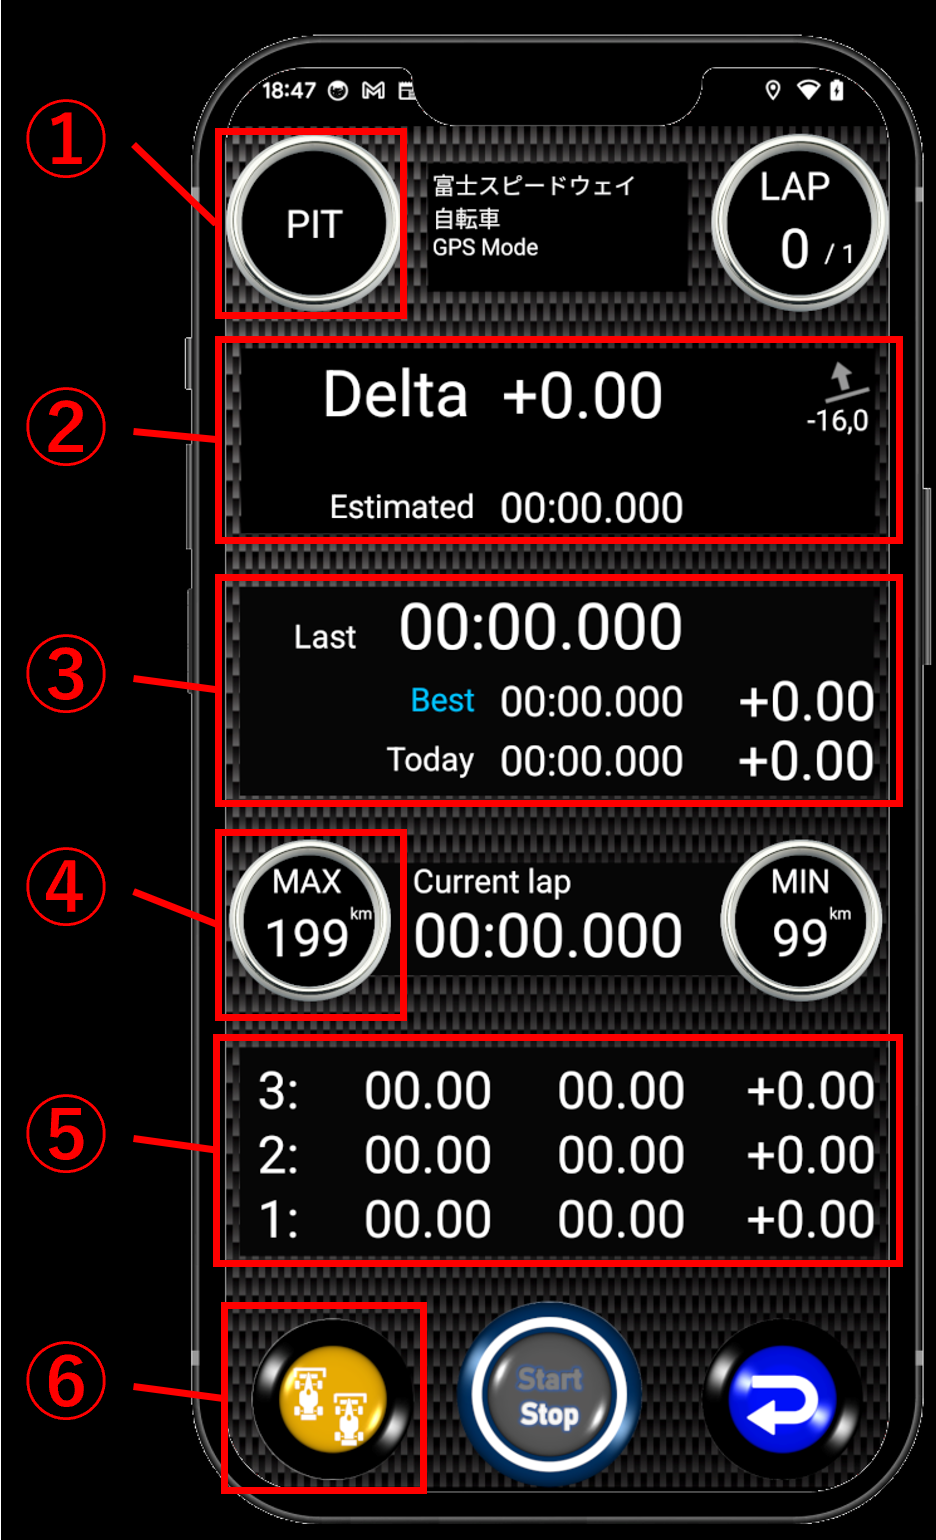 18:47
①
PIT
富士スピードウェイ
自転車
GPS Mode
LAP
0 / 1
②
Delta +0.00
-16,0
Estimated 00:00.000
③
Last 00:00.000
Best 00:00.000 +0.00
Today 00:00.000 +0.00
④
MAX
199 km
Current lap
00:00.000
MIN
99 km
⑤
3: 00.00 00.00 +0.00
2: 00.00 00.00 +0.00
1: 00.00 00.00 +0.00
⑥
Start
Stop